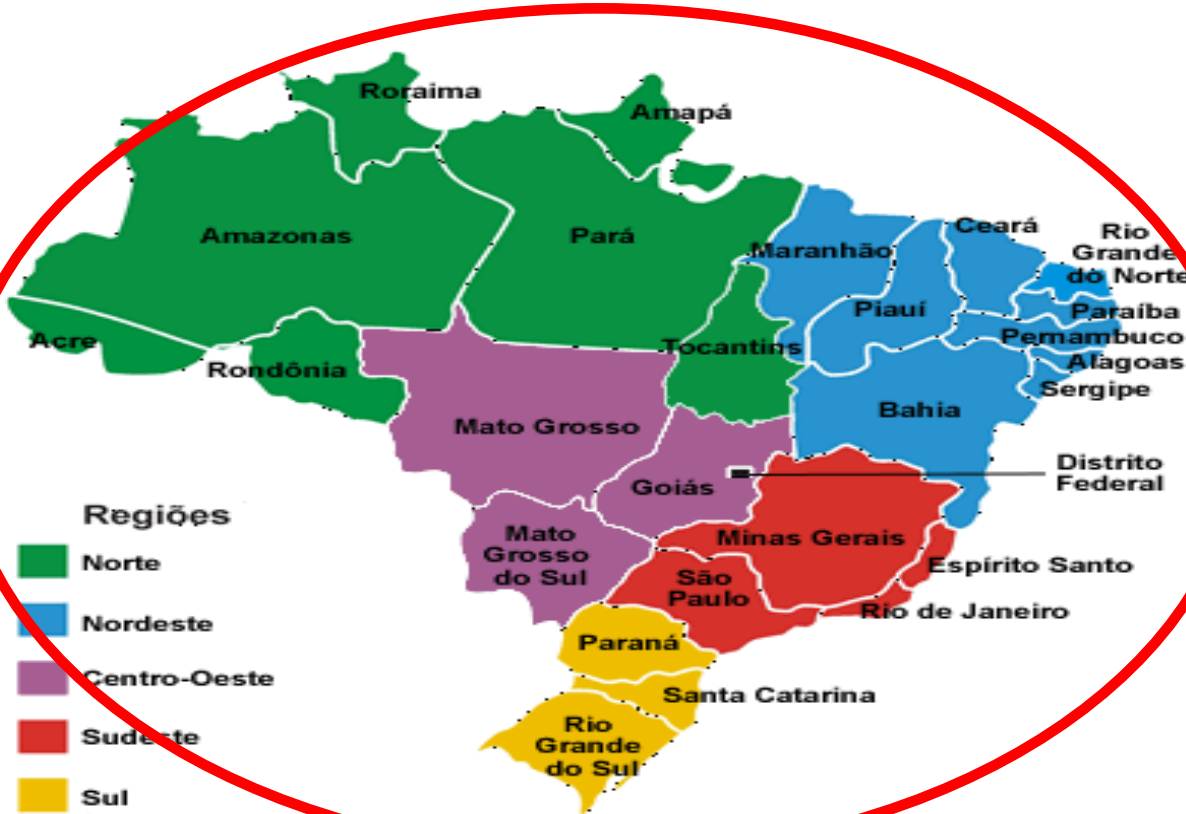 Roraima
Amapá
Amazonas
Pará
Maranhão
Ceará
Rio
Grande
do Norte
Piauí
Paraíba
Pernambuco
Alagoas
Sergipe
Acre
Rondônia
Tocantins
Bahia
Mato Grosso
Goiás
Distrito
Federal
Mato
Grosso
do Sul
Minas Gerais
Espírito Santo
São
Paulo
Rio de Janeiro
Paraná
Santa Catarina
Rio
Grande
do Sul
Regiões
Norte
Nordeste
Centro-Oeste
Sudeste
Sul